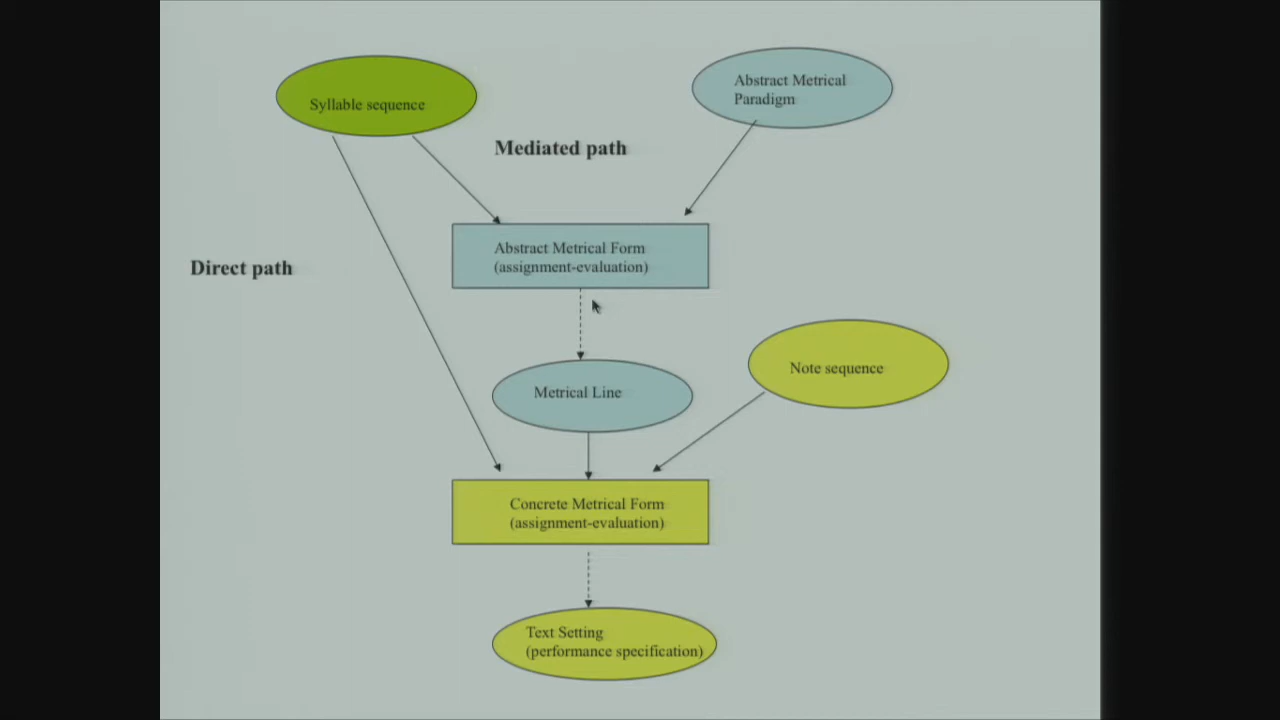 Abstract Metrical
Paradigm
Syllable sequence
Mediated path
Abstract Metrical Form
(assignment-evaluation)
Direct path
Note sequence
Metrical Line
Concrete Metrical Form
(assignment-evaluation)
Text Setting
(performance specification)